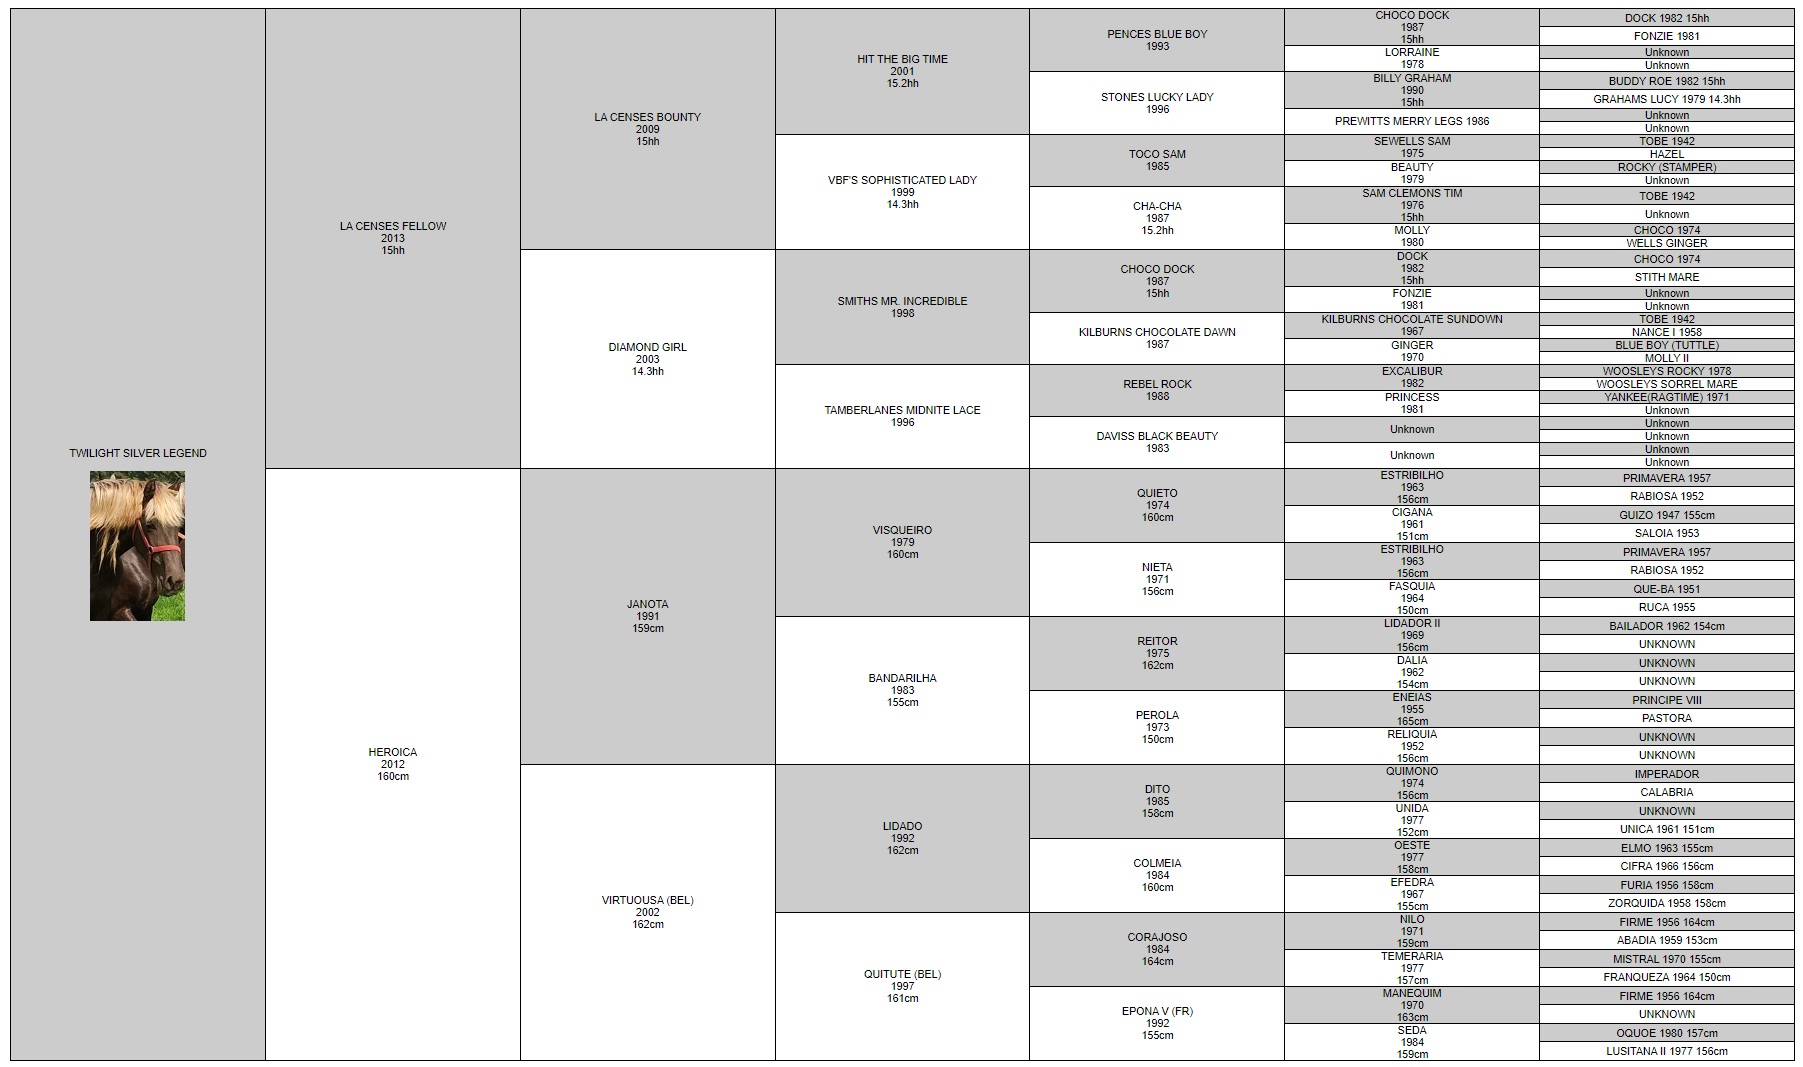 TWILIGHT SILVER LEGEND
LA CENSES FELLOW
2013
15hh
HEROICA
2012
160cm
LA CENSES BOUNTY
2009
15hh
DIAMOND GIRL
2003
14.3hh
JANOTA
1991
159cm
VIRTUOUSA (BEL)
2002
162cm
HIT THE BIG TIME
2001
15.2hh
VBF'S SOPHISTICATED LADY
1999
14.3hh
SMITHS MR. INCREDIBLE
1998
TAMBERLANES MIDNITE LACE
1996
VISQUEIRO
1979
160cm
BANDARILHA
1983
155cm
LIDADO
1992
162cm
QUITUTE (BEL)
1997
161cm
PENCES BLUE BOY
1993
STONES LUCKY LADY
1996
TOCO SAM
1985
CHA-CHA
1987
15.2hh
CHOCO DOCK
1987
15hh
KILBURNS CHOCOLATE DAWN
1987
REBEL ROCK
1988
DAVISS BLACK BEAUTY
1983
QUIETO
1974
160cm
NIETA
1971
156cm
REITOR
1975
162cm
PEROLA
1973
150cm
DITO
1985
158cm
COLMEIA
1984
160cm
CORAJOSO
1984
164cm
EPONA V (FR)
1992
155cm
CHOCO DOCK
1987
15hh
LORRAINE
1978
BILLY GRAHAM
1990
15hh
PREWITTS MERRY LEGS 1986
SEWELLS SAM
1975
BEAUTY
1979
SAM CLEMONS TIM
1976
15hh
MOLLY
1980
DOCK
1982
15hh
FONZIE
1981
KILBURNS CHOCOLATE SUNDOWN
1967
GINGER
1970
EXCALIBUR
1982
PRINCESS
1981
Unknown
Unknown
ESTRIBILHO
1963
156cm
CIGANA
1961
151cm
ESTRIBILHO
1963
156cm
FASQUIA
1964
150cm
LIDADOR II
1969
156cm
DALIA
1962
154cm
ENEIAS
1955
165cm
RELIQUIA
1952
156cm
QUIMONO
1974
156cm
UNIDA
1977
152cm
OESTE
1977
158cm
EFEDRA
1967
155cm
NILO
1971
159cm
TEMERARIA
1977
157cm
MANEQUIM
1970
163cm
SEDA
1984
159cm
DOCK 1982 15hh
FONZIE 1981
Unknown
Unknown
BUDDY ROE 1982 15hh
GRAHAMS LUCY 1979 14.3hh
Unknown
Unknown
TOBE 1942
HAZEL
ROCKY (STAMPER)
Unknown
TOBE 1942
Unknown
CHOCO 1974
WELLS GINGER
CHOCO 1974
STITH MARE
Unknown
Unknown
TOBE 1942
NANCE I 1958
BLUE BOY (TUTTLE)
MOLLY II
WOOSLEYS ROCKY 1978
WOOSLEYS SORREL MARE
YANKEE(RAGTIME) 1971
Unknown
Unknown
Unknown
Unknown
Unknown
PRIMAVERA 1957
RABIOSA 1952
GUIZO 1947 155cm
SALOIA 1953
PRIMAVERA 1957
RABIOSA 1952
QUE-BA 1951
RUCA 1955
BAILADOR 1962 154cm
UNKNOWN
UNKNOWN
UNKNOWN
PRINCIPE VIII
PASTORA
UNKNOWN
UNKNOWN
IMPERADOR
CALABRIA
UNKNOWN
UNICA 1961 151cm
ELMO 1963 155cm
CIFRA 1966 156cm
FURIA 1956 158cm
ZORQUIDA 1958 158cm
FIRME 1956 164cm
ABADIA 1959 153cm
MISTRAL 1970 155cm
FRANQUEZA 1964 150cm
FIRME 1956 164cm
UNKNOWN
OQUOE 1980 157cm
LUSITANA II 1977 156cm